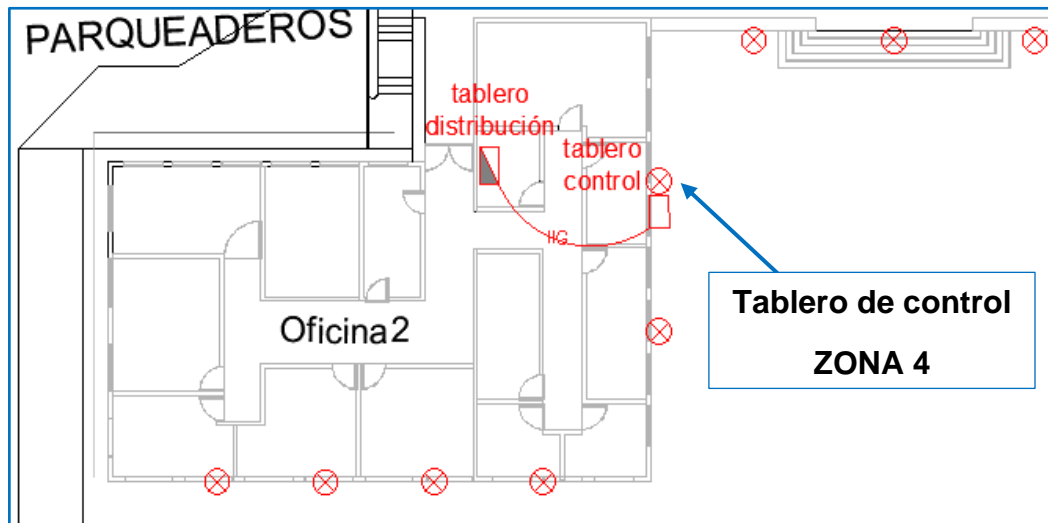 PARQUEADEROS
tablero
distribución
tablero
control
IIG
Tablero de control
ZONA 4
Oficina2